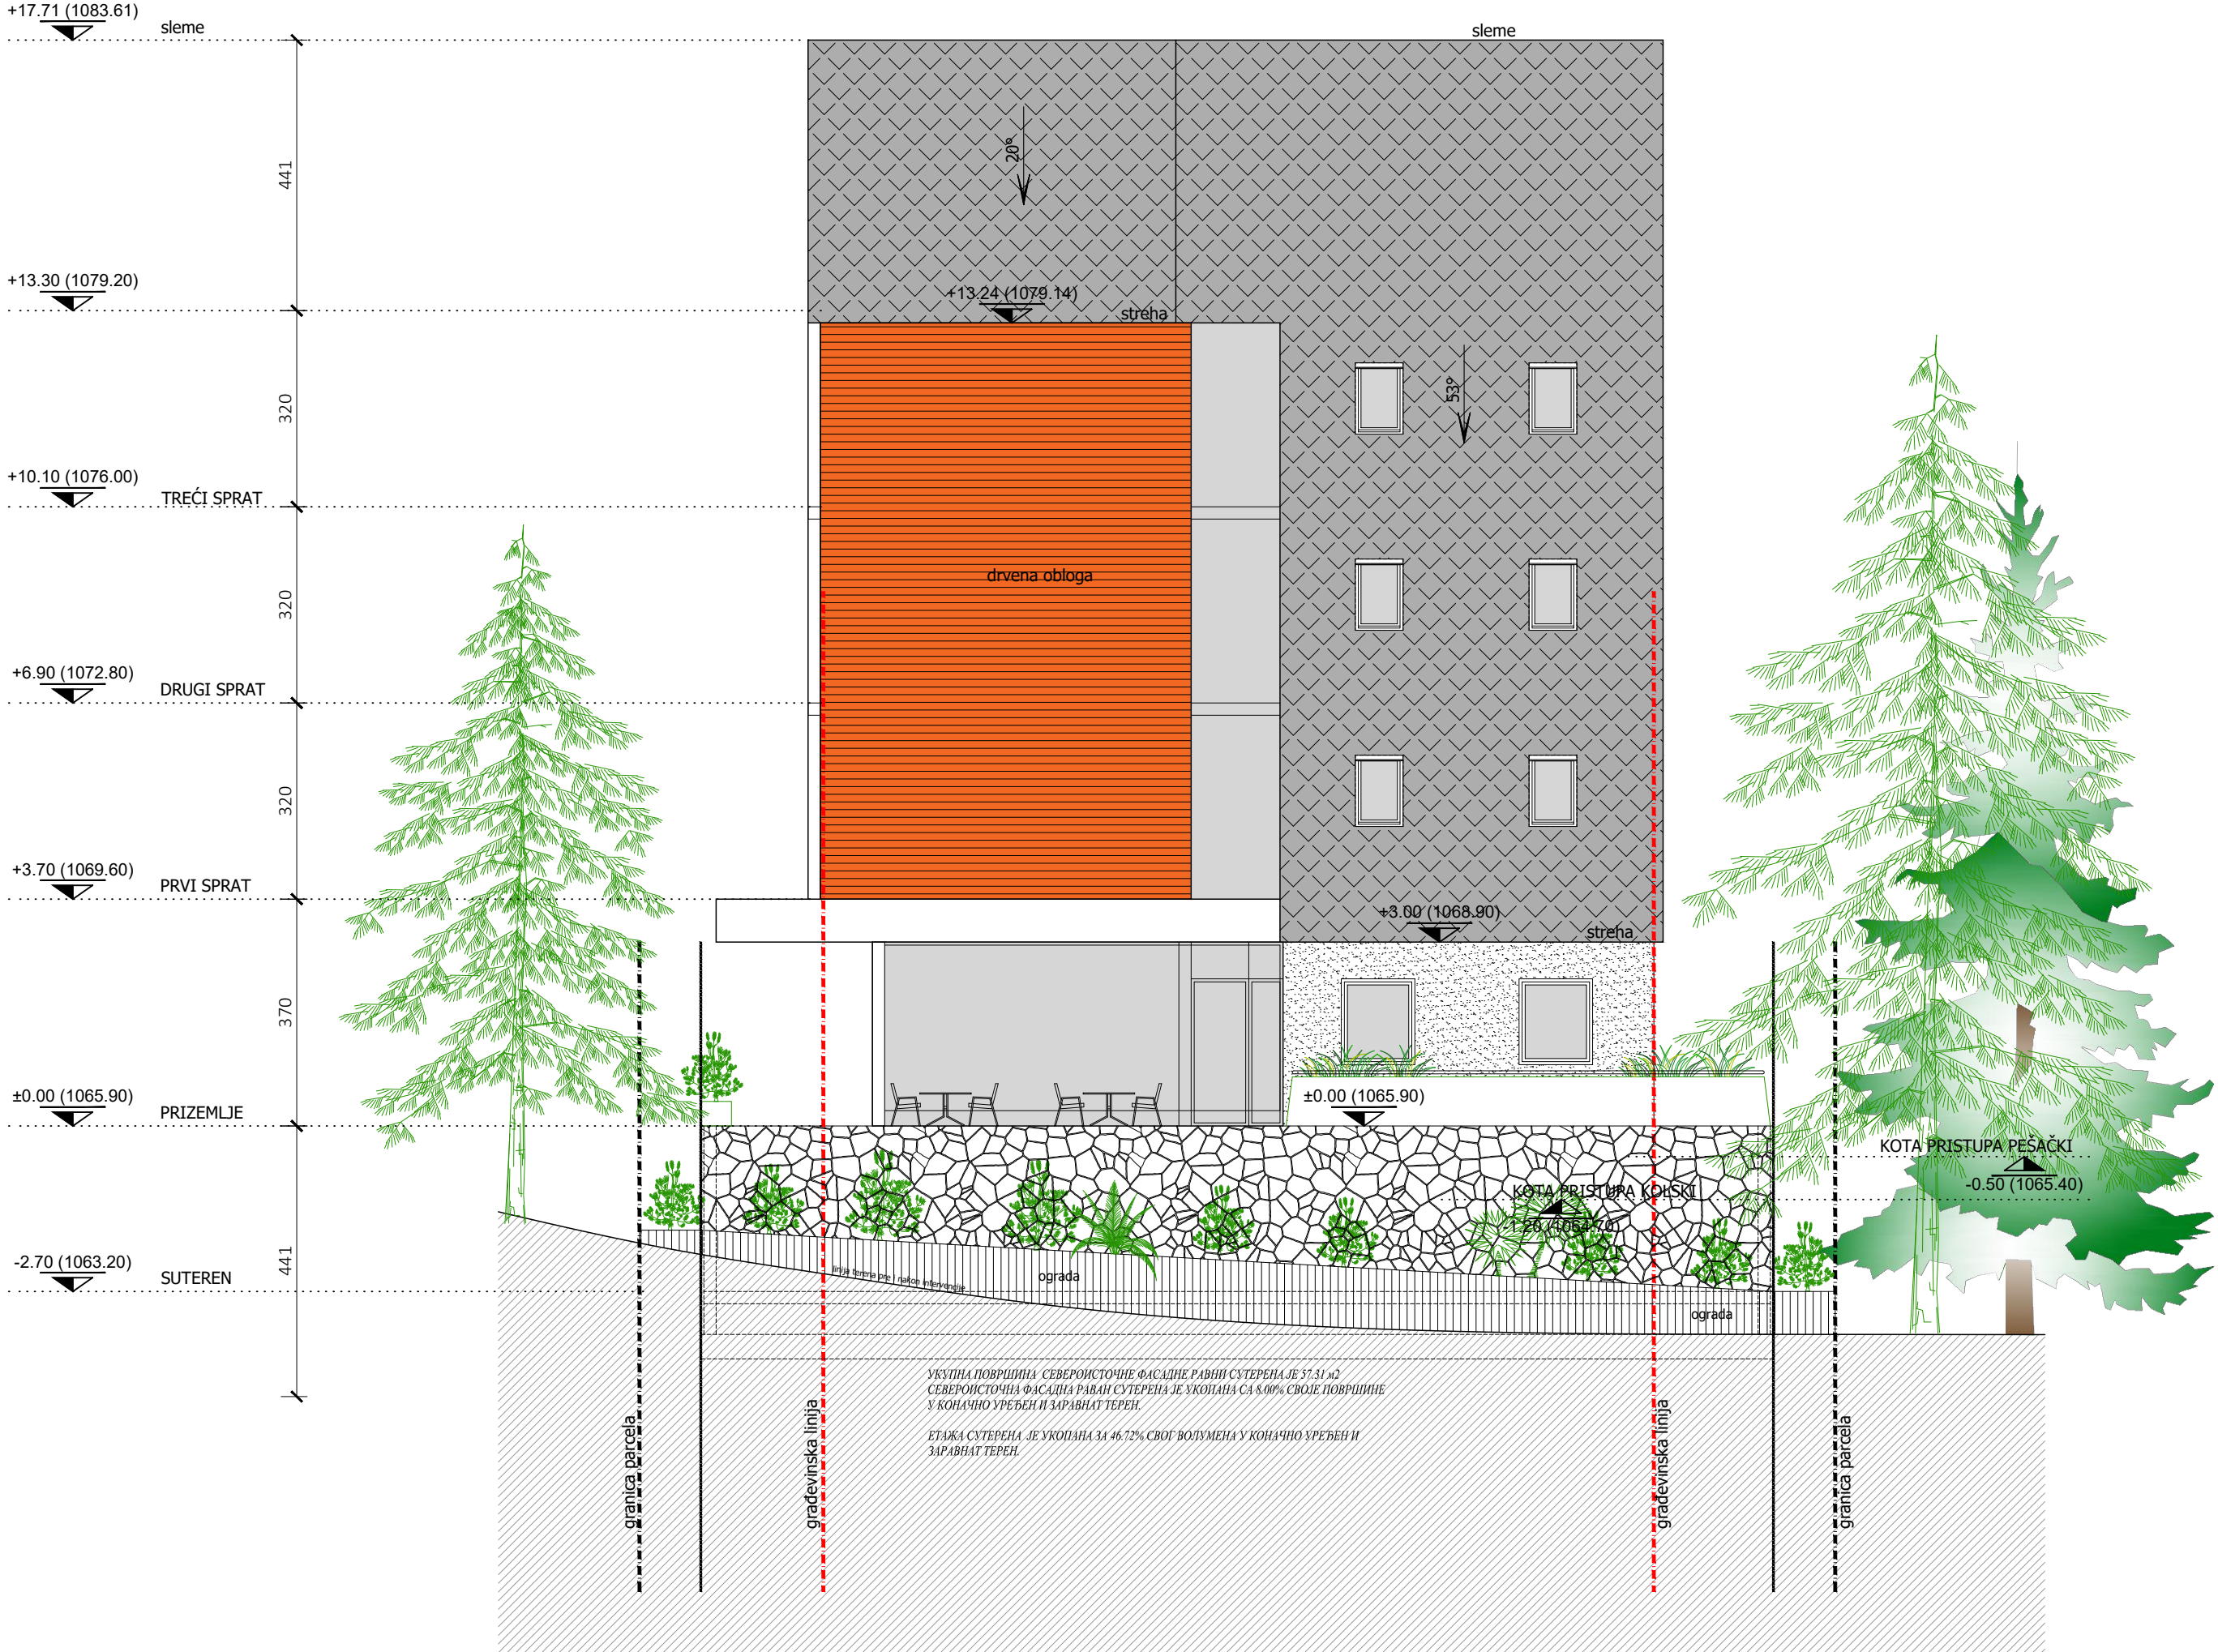 +17.71 (1083.61)
sleme
sleme
441
20°
+13.30 (1079.20)
+13.24 (1079.14)
streha
320
53°
+10.10 (1076.00)
TREĆI SPRAT
drvena obloga
320
+6.90 (1072.80)
DRUGI SPRAT
320
+3.70 (1069.60)
PRVI SPRAT
+3.00 (1068.90)
streha
370
±0.00 (1065.90)
PRIZEMLJE
±0.00 (1065.90)
KOTA PRISTUPA PEŠAČKI
-0.50 (1065.40)
KOTA PRISTUPA KOLSKI
-1.20 (1064.70)
-2.70 (1063.20)
SUTEREN
441
linija terena pre i nakon intervencije
ograda
ograda
УКУПНА ПОВРШИНА СЕВЕРОИСТОЧНЕ ФАСАДНЕ РАВНИ СУТЕРЕНА ЈЕ 57.31 м2
СЕВЕРОИСТОЧНА ФАСАДНА РАВАН СУТЕРЕНА ЈЕ УКОПАНА СА 8.00% СВОЈЕ ПОВРШИНЕ
У КОНАЧНО УРЕЂЕН И ЗАРАВНАТ ТЕРЕН.
ЕТАЖА СУТЕРЕНА ЈЕ УКОПАНА ЗА 46.72% СВОГ ВОЛУМЕНА У КОНАЧНО УРЕЂЕН И
ЗАРАВНАТ ТЕРЕН.
granica parcela
građevinska linija
građevinska linija
granica parcela